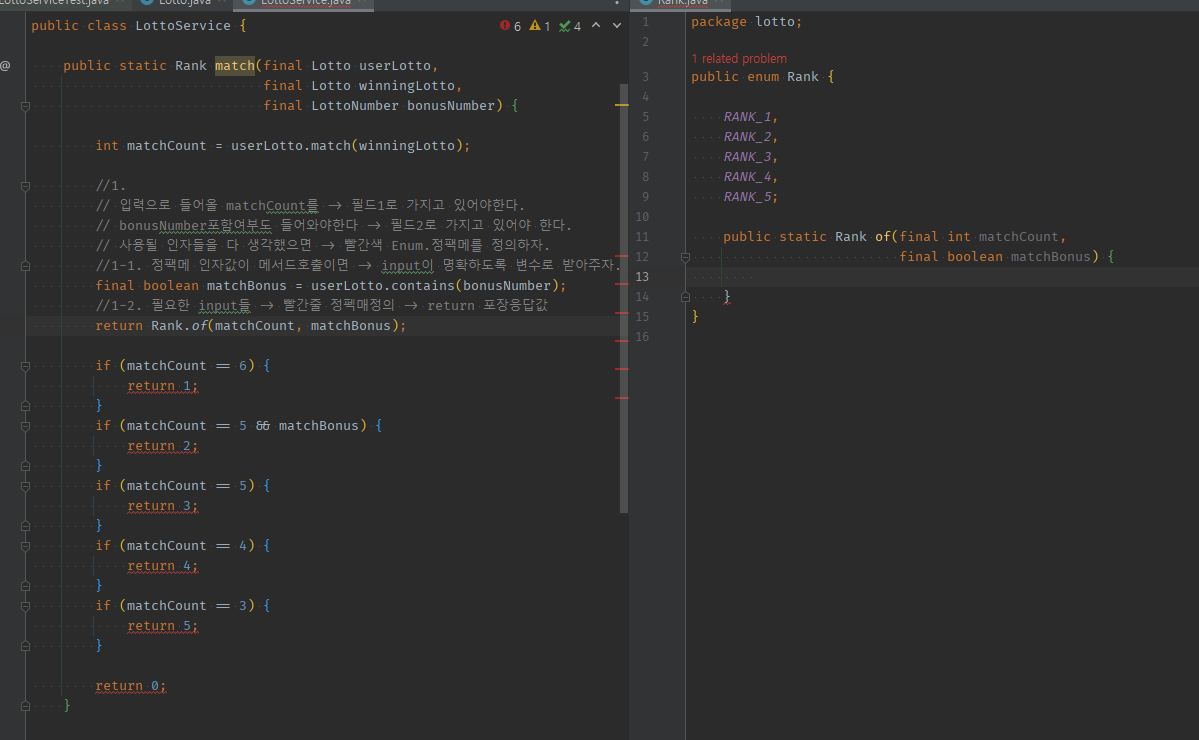 LottoServiceTest.java
Lotto.java
LottoService.java
Rank.java
public class LottoService {
6 1 4
@
public static Rank match(final Lotto userLotto,
final Lotto winningLotto,
final LottoNumber bonusNumber) {
int matchCount = userLotto.match(winningLotto);
//1.
// 입력으로 들어올 matchCount를 -> 필드1로 가지고 있어야한다.
// bonusNumber포함여부도 들어와야한다 -> 필드2로 가지고 있어야 한다.
// 사용될 인자들을 다 생각했으면 -> 빨간색 Enum.정팩메를 정의하자.
//1-1. 정팩메 인자값이 메서드호출이면 -> input이 명확하도록 변수로 받아주자.
final boolean matchBonus = userLotto.contains(bonusNumber);
//1-2. 필요한 input들 -> 빨간줄 정펙매정의 -> return 포장응답값
return Rank.of(matchCount, matchBonus);
if (matchCount == 6) {
return 1;
}
if (matchCount == 5 && matchBonus) {
return 2;
}
if (matchCount == 5) {
return 3;
}
if (matchCount == 4) {
return 4;
}
if (matchCount == 3) {
return 5;
}
return 0;
}
1 package lotto;
2
1 related problem
3 public enum Rank {
4
5 RANK_1,
6 RANK_2,
7 RANK_3,
8 RANK_4,
9 RANK_5;
10
11 public static Rank of(final int matchCount,
12 final boolean matchBonus) {
13
14 }
15 }
16